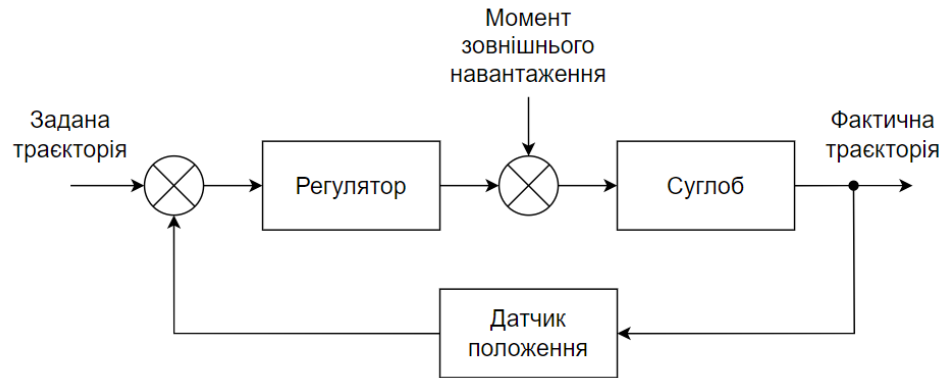 Момент
зовнішнього
навантаження
Задана
траєкторія
Фактична
траєкторія
Регулятор
Суглоб
Датчик
положення